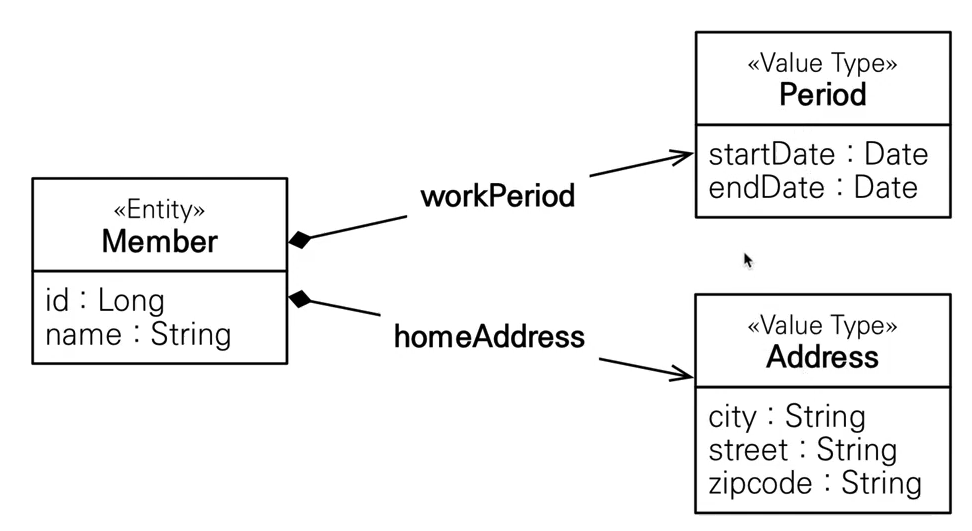 «Entity»
Member
id : Long
name : String
workPeriod
homeAddress
«Value Type»
Period
startDate : Date
endDate : Date
«Value Type»
Address
city : String
street : String
zipcode : String